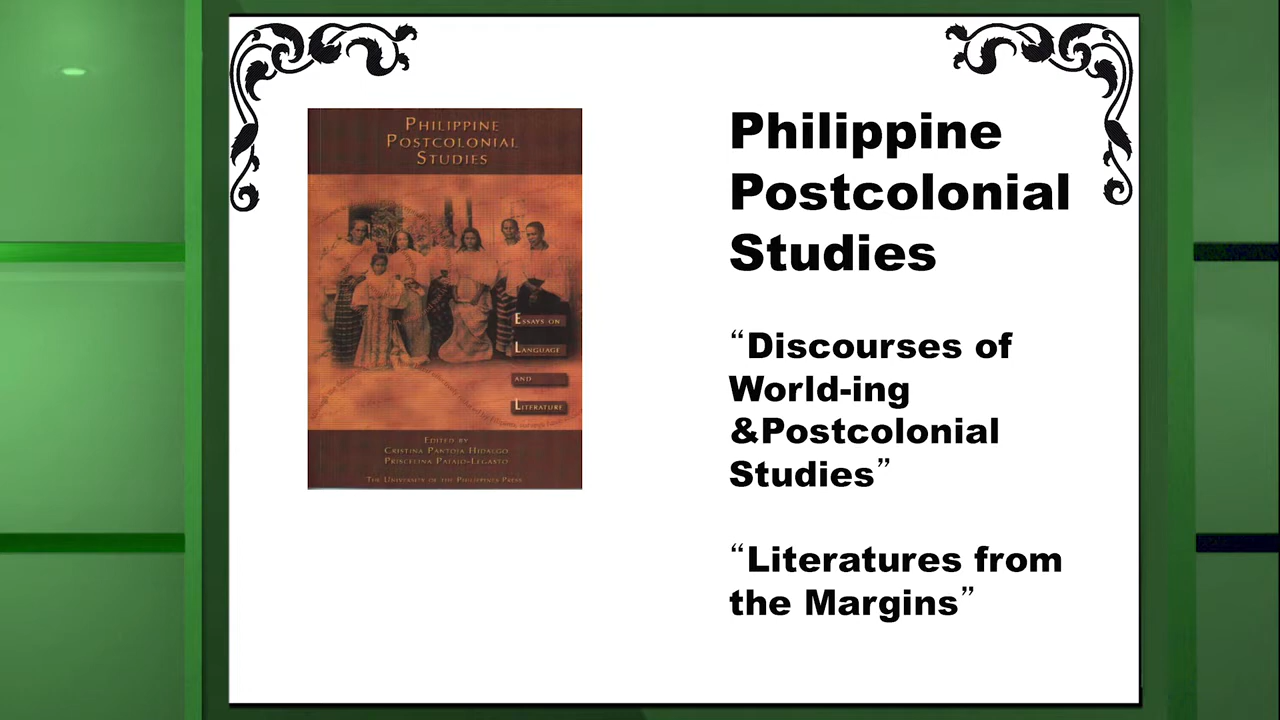 PHILIPPINE
POSTCOLONIAL
STUDIES
ESSAYS ON
LANGUAGE
AND
LITERATURE
EDITED BY
CRISTINA PANTOJA HIDALGO
PRISCELINA PATAJO-LEGASTO
THE UNIVERSITY OF THE PHILIPPINES PRESS
Philippine
Postcolonial
Studies
“Discourses of
World-ing
&Postcolonial
Studies”
“Literatures from
the Margins”